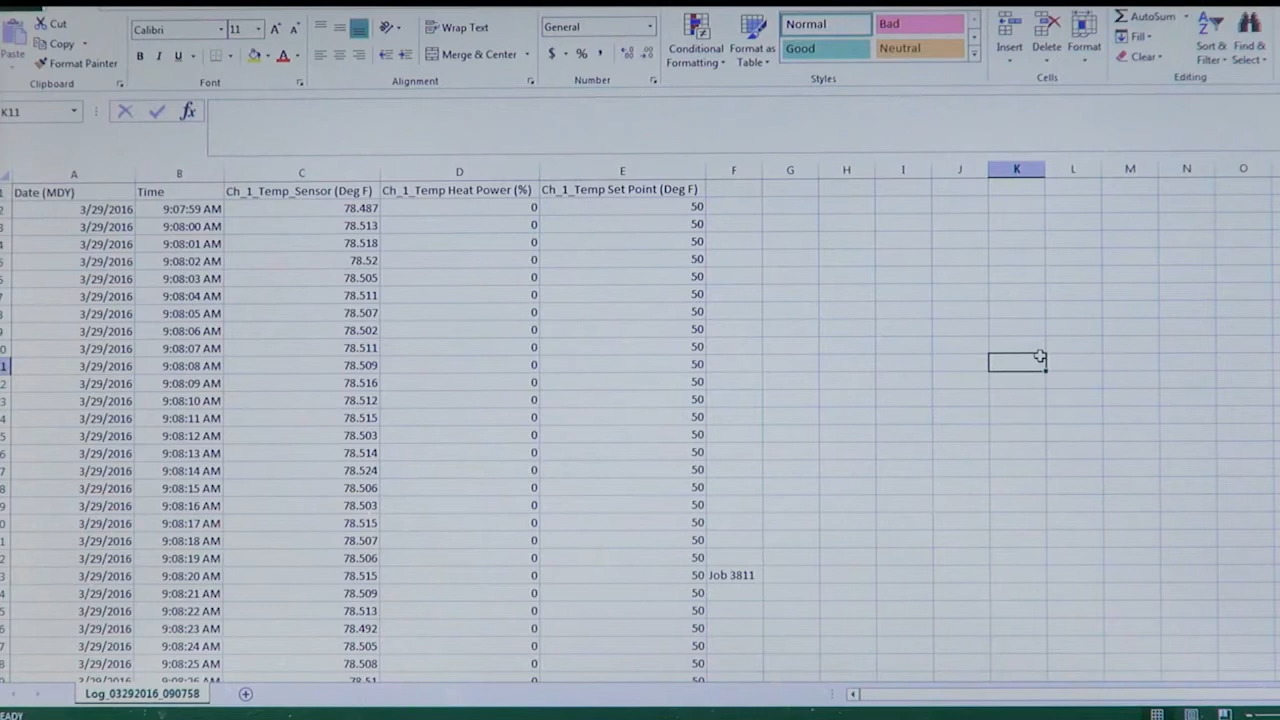 Cut
Copy
Format Painter
Paste
Clipboard
Calibri 11
B I U
Font
Wrap Text
Merge & Center
Alignment
General
$ % ,
Number
Conditional Formatting
Format as Table
Normal Bad
Good Neutral
Styles
Insert Delete Format
Cells
AutoSum
Fill
Clear
Sort & Filter
Find & Select
Editing
K11 fx
A B C D E F G H I J K L M N O
Date (MDY) Time Ch_1_Temp_Sensor (Deg F) Ch_1_Temp Heat Power (%) Ch_1_Temp Set Point (Deg F)
3/29/2016 9:07:59 AM 78.487 0 50
3/29/2016 9:08:00 AM 78.513 0 50
3/29/2016 9:08:01 AM 78.518 0 50
3/29/2016 9:08:02 AM 78.52 0 50
3/29/2016 9:08:03 AM 78.505 0 50
3/29/2016 9:08:04 AM 78.511 0 50
3/29/2016 9:08:05 AM 78.507 0 50
3/29/2016 9:08:06 AM 78.502 0 50
3/29/2016 9:08:07 AM 78.511 0 50
3/29/2016 9:08:08 AM 78.509 0 50
3/29/2016 9:08:09 AM 78.516 0 50
3/29/2016 9:08:10 AM 78.512 0 50
3/29/2016 9:08:11 AM 78.515 0 50
3/29/2016 9:08:12 AM 78.503 0 50
3/29/2016 9:08:13 AM 78.514 0 50
3/29/2016 9:08:14 AM 78.524 0 50
3/29/2016 9:08:15 AM 78.506 0 50
3/29/2016 9:08:16 AM 78.503 0 50
3/29/2016 9:08:17 AM 78.515 0 50
3/29/2016 9:08:18 AM 78.507 0 50
3/29/2016 9:08:19 AM 78.506 0 50
3/29/2016 9:08:20 AM 78.515 0 50 Job 3811
3/29/2016 9:08:21 AM 78.509 0 50
3/29/2016 9:08:22 AM 78.513 0 50
3/29/2016 9:08:23 AM 78.492 0 50
3/29/2016 9:08:24 AM 78.505 0 50
3/29/2016 9:08:25 AM 78.508 0 50
3/29/2016 9:08:26 AM 78.51 0 50
Log_03292016_090758
EADY